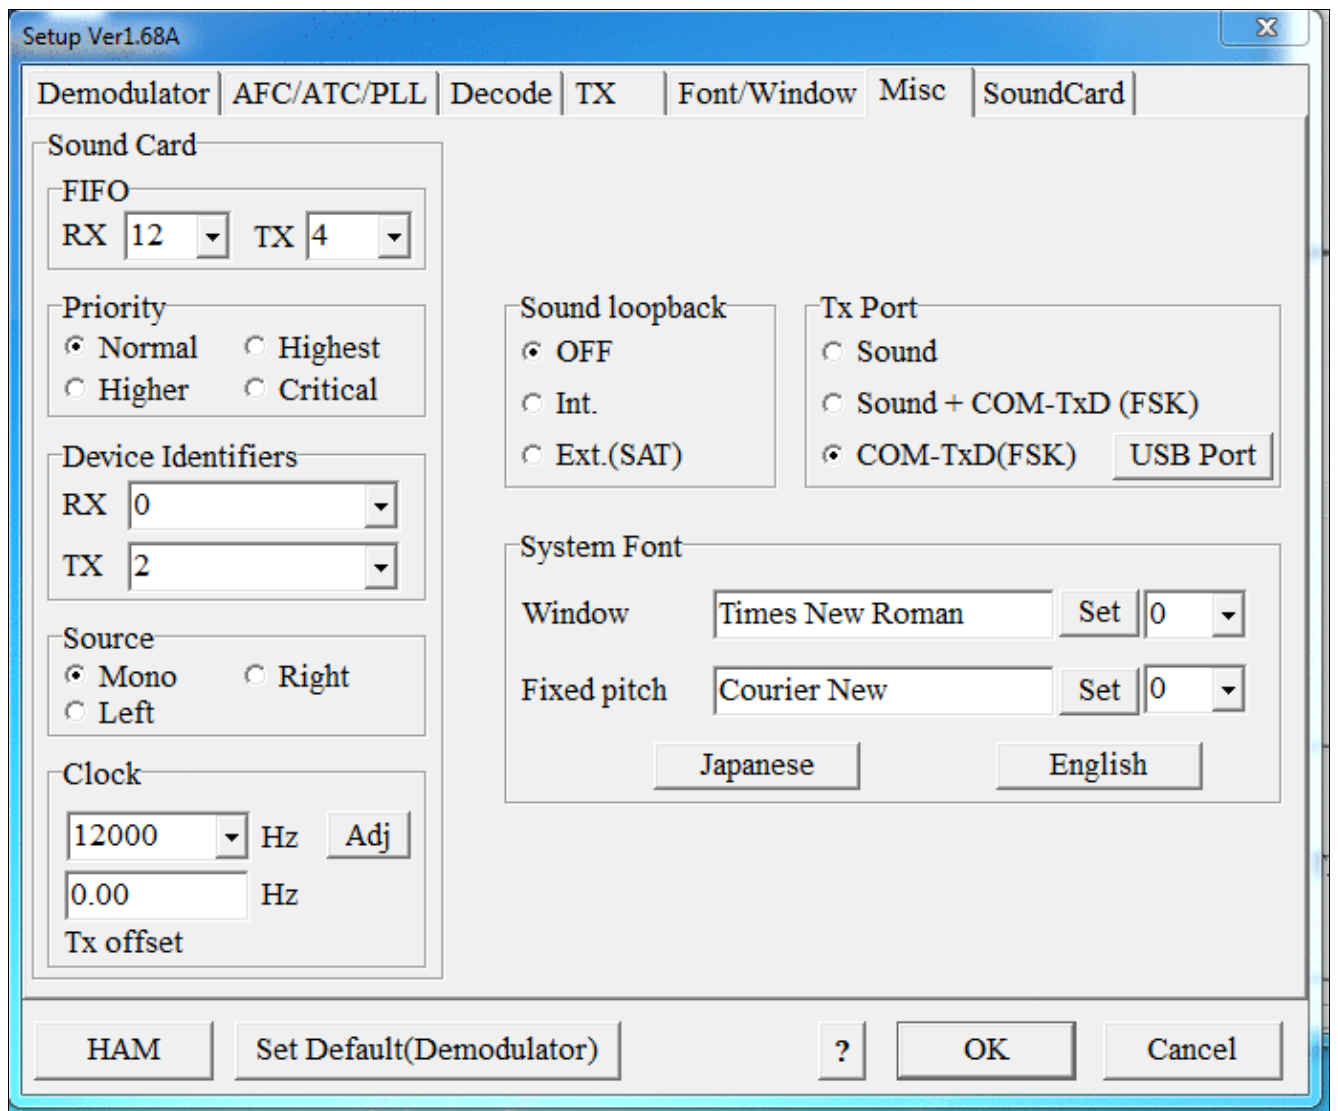 Setup Ver1.68A
Demodulator AFC/ATC/PLL Decode TX Font/Window Misc SoundCard
Sound Card
FIFO
RX 12 TX 4
Priority
Normal Highest
Higher Critical
Device Identifiers
RX 0
TX 2
Source
Mono Right
Left
Clock
12000 Hz Adj
0.00 Hz
Tx offset
Sound loopback
OFF
Int.
Ext.(SAT)
Tx Port
Sound
Sound + COM-TxD (FSK)
COM-TxD(FSK) USB Port
System Font
Window Times New Roman Set 0
Fixed pitch Courier New Set 0
Japanese English
HAM Set Default(Demodulator) ? OK Cancel